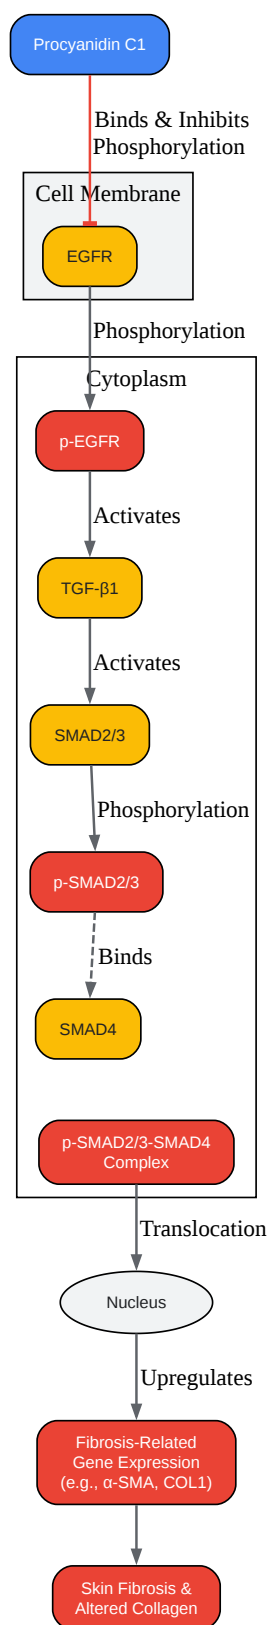 Procyanidin C1
Binds & Inhibits
Phosphorylation
Cell Membrane
EGFR
Phosphorylation
Cytoplasm
p-EGFR
Activates
TGF-β1
Activates
SMAD2/3
Phosphorylation
p-SMAD2/3
Binds
SMAD4
p-SMAD2/3-SMAD4
Complex
Translocation
Nucleus
Upregulates
Fibrosis-Related
Gene Expression
(e.g., α-SMA, COL1)
Skin Fibrosis &
Altered Collagen